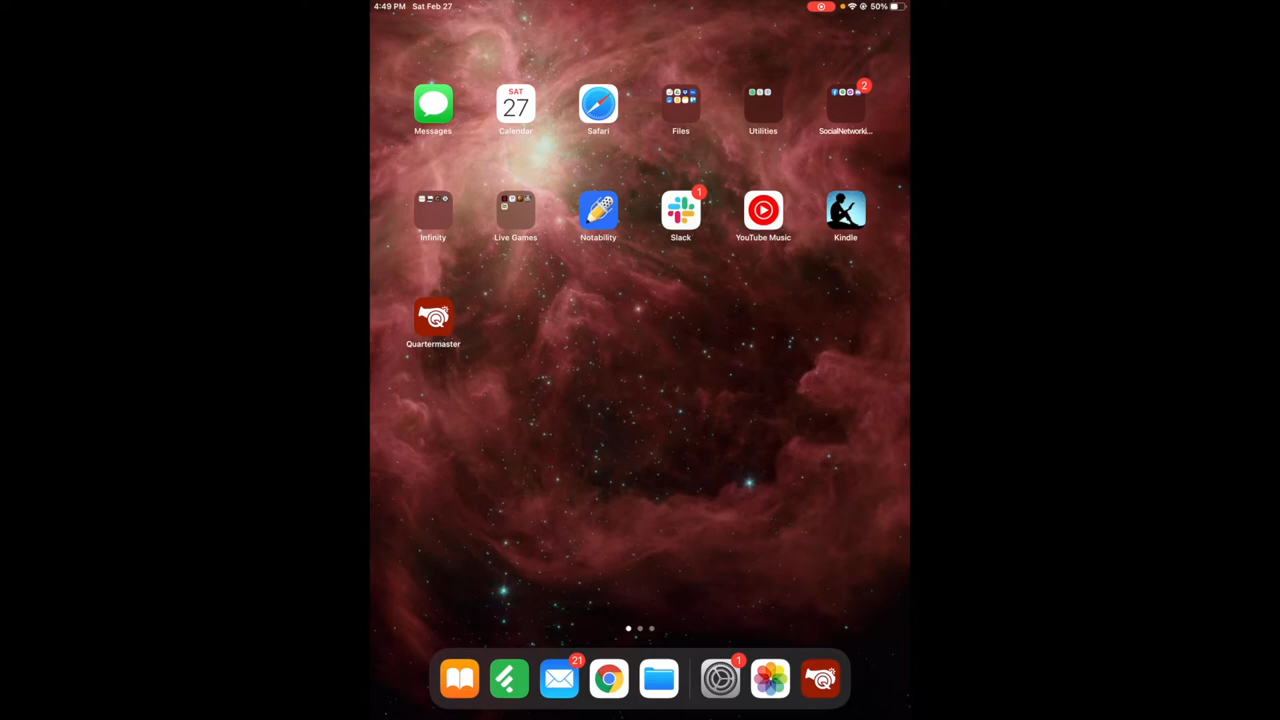 4:49 PM Sat Feb 27
50%
SAT
27
2
Messages
Calendar
Safari
Files
Utilities
SocialNetworki...
1
Infinity
Live Games
Notability
Slack
YouTube Music
Kindle
Q
Quartermaster
21
1
Q